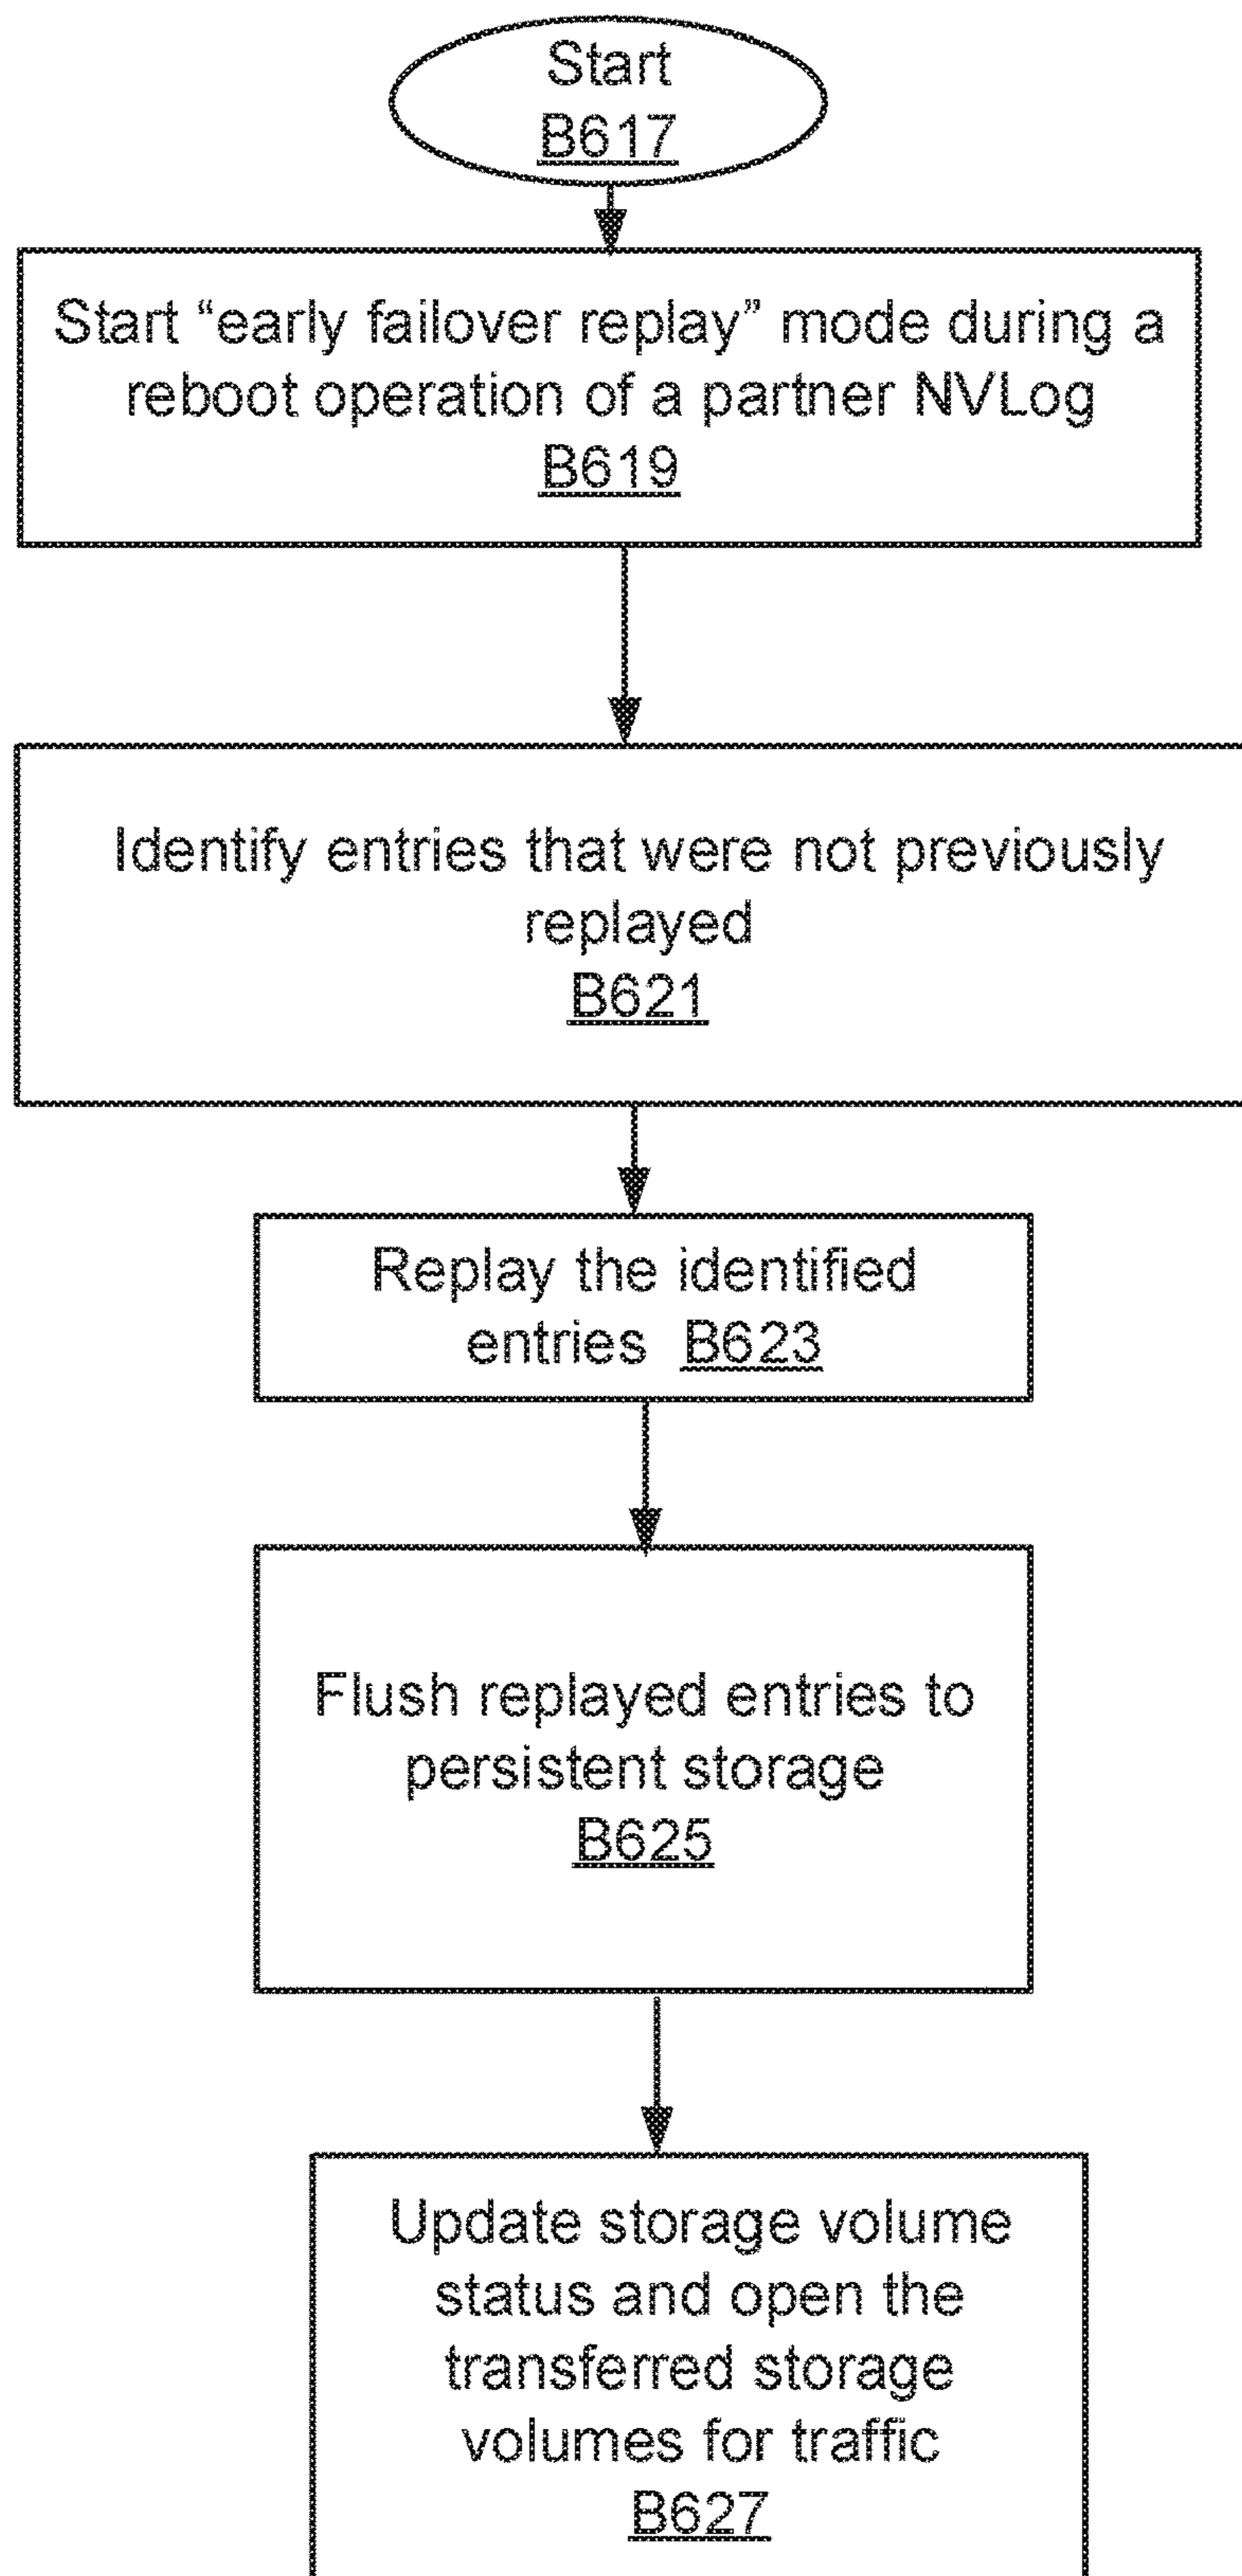 Start
B617
Start “early failover replay” mode during a
reboot operation of a partner NVLog
B619
Identify entries that were not previously
replayed
B621
Replay the identified
entries B623
Flush replayed entries to
persistent storage
B625
Update storage volume
status and open the
transferred storage
volumes for traffic
B627